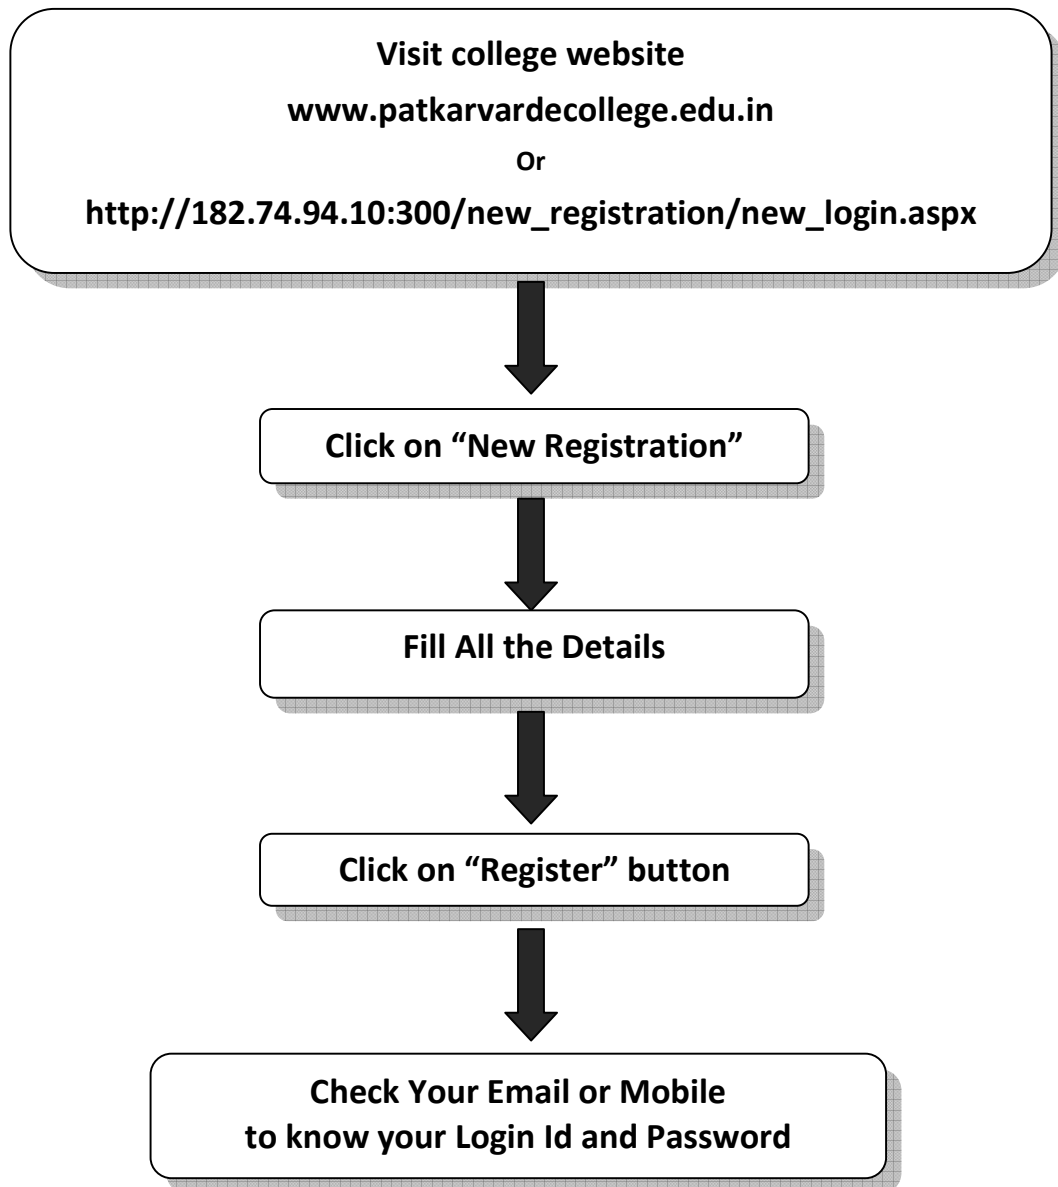 Visit college website
www.patkarvardecollege.edu.in
Or
http://182.74.94.10:300/new_registration/new_login.aspx
Click on “New Registration”
Fill All the Details
Click on “Register” button
Check Your Email or Mobile
to know your Login Id and Password